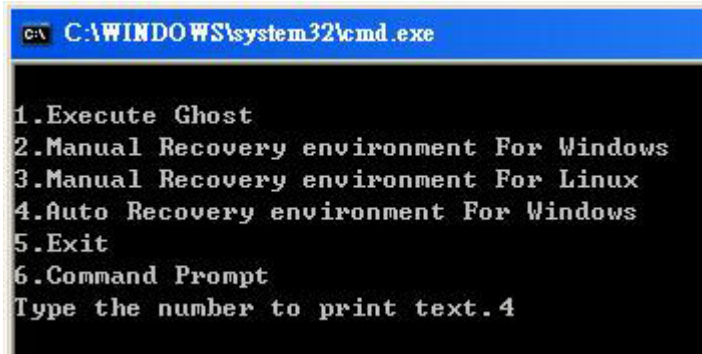 C:\WINDOWS\system32\cmd.exe
1.Execute Ghost
2.Manual Recovery environment For Windows
3.Manual Recovery environment For Linux
4.Auto Recovery environment For Windows
5.Exit
6.Command Prompt
Type the number to print text.4